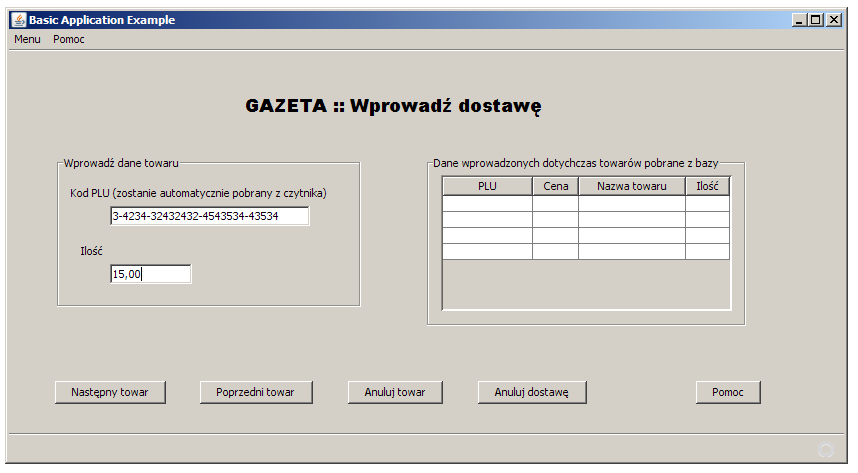 Basic Application Example
Menu Pomoc
GAZETA :: Wprowadź dostawę
Wprowadź dane towaru
Kod PLU (zostanie automatycznie pobrany z czytnika)
3-4234-32432432-4543534-43534
Ilość
15,00
Dane wprowadzonych dotychczas towarów pobrane z bazy
PLU Cena Nazwa towaru Ilość
Następny towar Poprzedni towar Anuluj towar Anuluj dostawę Pomoc